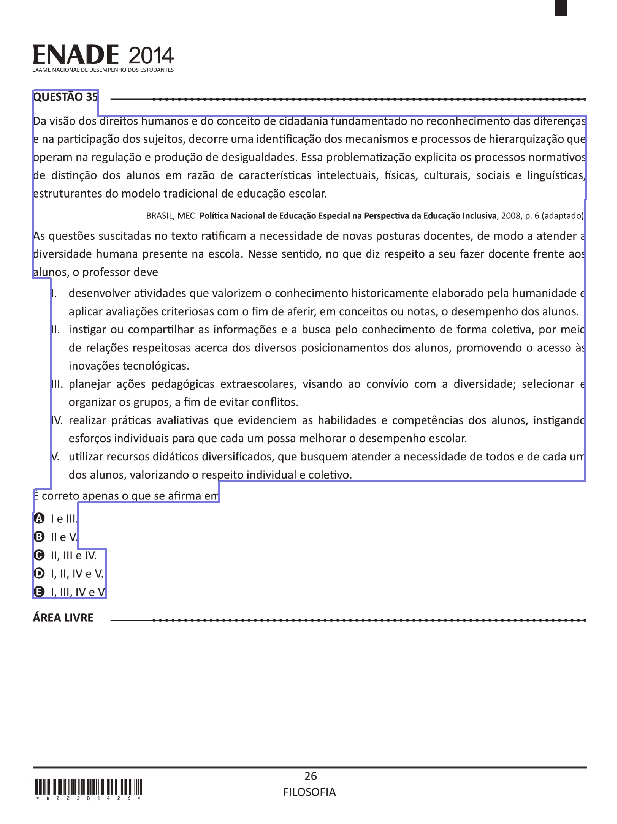 ENADE 2014
EXAME NACIONAL DE DESEMPENHO DOS ESTUDANTES
QUESTÃO 35
Da visão dos direitos humanos e do conceito de cidadania fundamentado no reconhecimento das diferenças
e na participação dos sujeitos, decorre uma identificação dos mecanismos e processos de hierarquização que
operam na regulação e produção de desigualdades. Essa problematização explicita os processos normativos
de distinção dos alunos em razão de características intelectuais, físicas, culturais, sociais e linguísticas,
estruturantes do modelo tradicional de educação escolar.
BRASIL, MEC. Política Nacional de Educação Especial na Perspectiva da Educação Inclusiva, 2008, p. 6 (adaptado)
As questões suscitadas no texto ratificam a necessidade de novas posturas docentes, de modo a atender a
diversidade humana presente na escola. Nesse sentido, no que diz respeito a seu fazer docente frente aos
alunos, o professor deve
I. desenvolver atividades que valorizem o conhecimento historicamente elaborado pela humanidade e
aplicar avaliações criteriosas com o fim de aferir, em conceitos ou notas, o desempenho dos alunos.
II. instigar ou compartilhar as informações e a busca pelo conhecimento de forma coletiva, por meio
de relações respeitosas acerca dos diversos posicionamentos dos alunos, promovendo o acesso às
inovações tecnológicas.
III. planejar ações pedagógicas extraescolares, visando ao convívio com a diversidade; selecionar e
organizar os grupos, a fim de evitar conflitos.
IV. realizar práticas avaliativas que evidenciem as habilidades e competências dos alunos, instigando
esforços individuais para que cada um possa melhorar o desempenho escolar.
V. utilizar recursos didáticos diversificados, que busquem atender a necessidade de todos e de cada um
dos alunos, valorizando o respeito individual e coletivo.
É correto apenas o que se afirma em
A I e III.
B II e V.
C II, III e IV.
D I, II, IV e V.
E I, III, IV e V
ÁREA LIVRE
26
FILOSOFIA